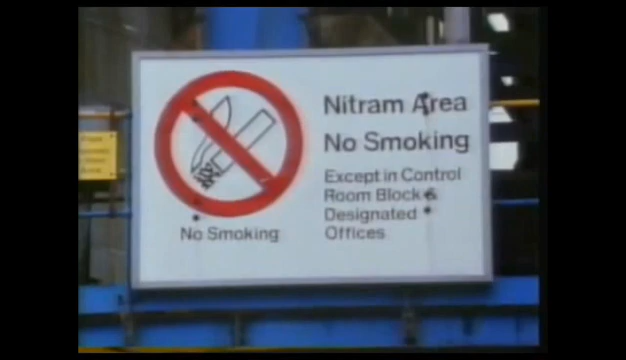 Nitram Area
No Smoking
Except in Control
Room Block &
Designated
Offices
No Smoking